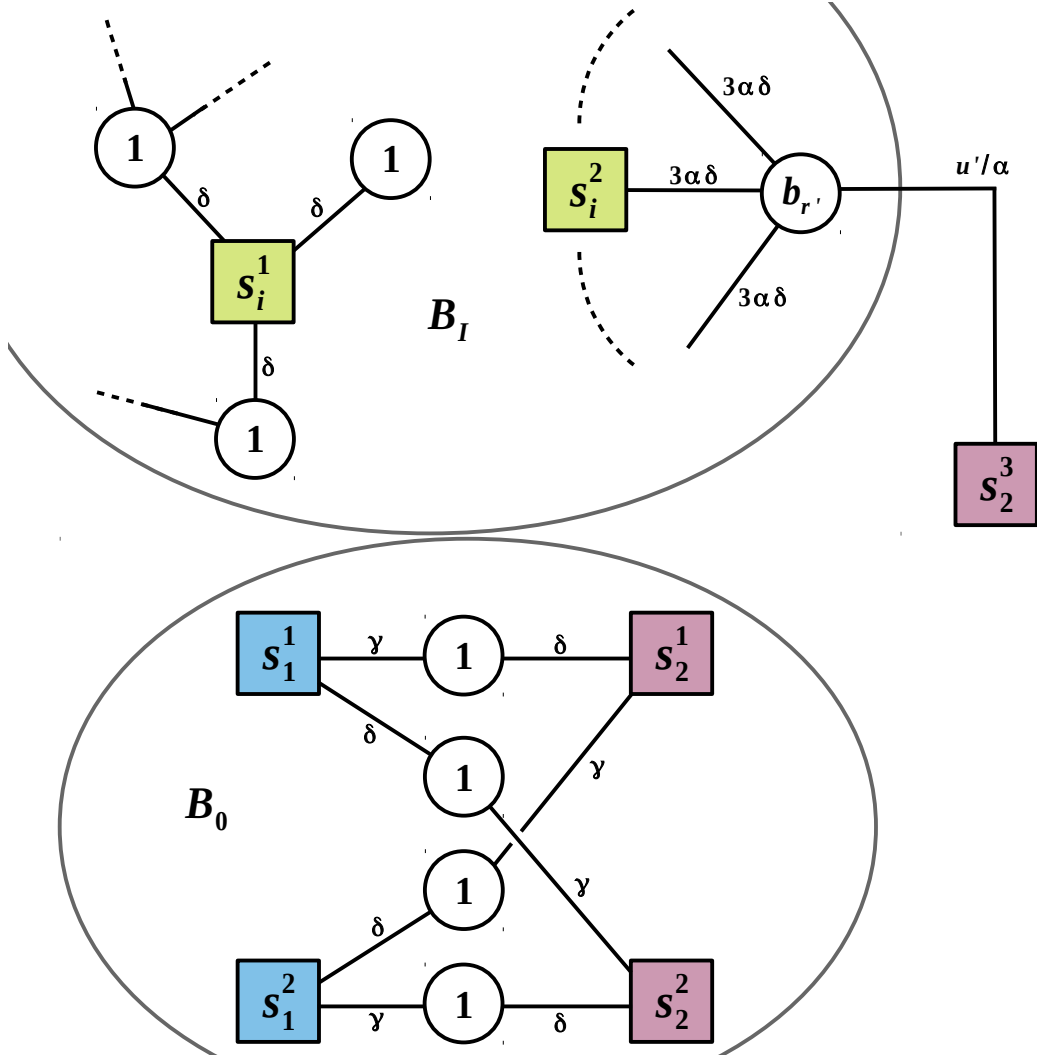 1
1
δ
δ
s_i^1
δ
1
B_I
3αδ
s_i^2
3αδ
b_r'
3αδ
u'/α
s_2^3
s_1^1
γ
1
δ
s_2^1
δ
1
γ
B_0
1
γ
δ
s_1^2
γ
1
δ
s_2^2